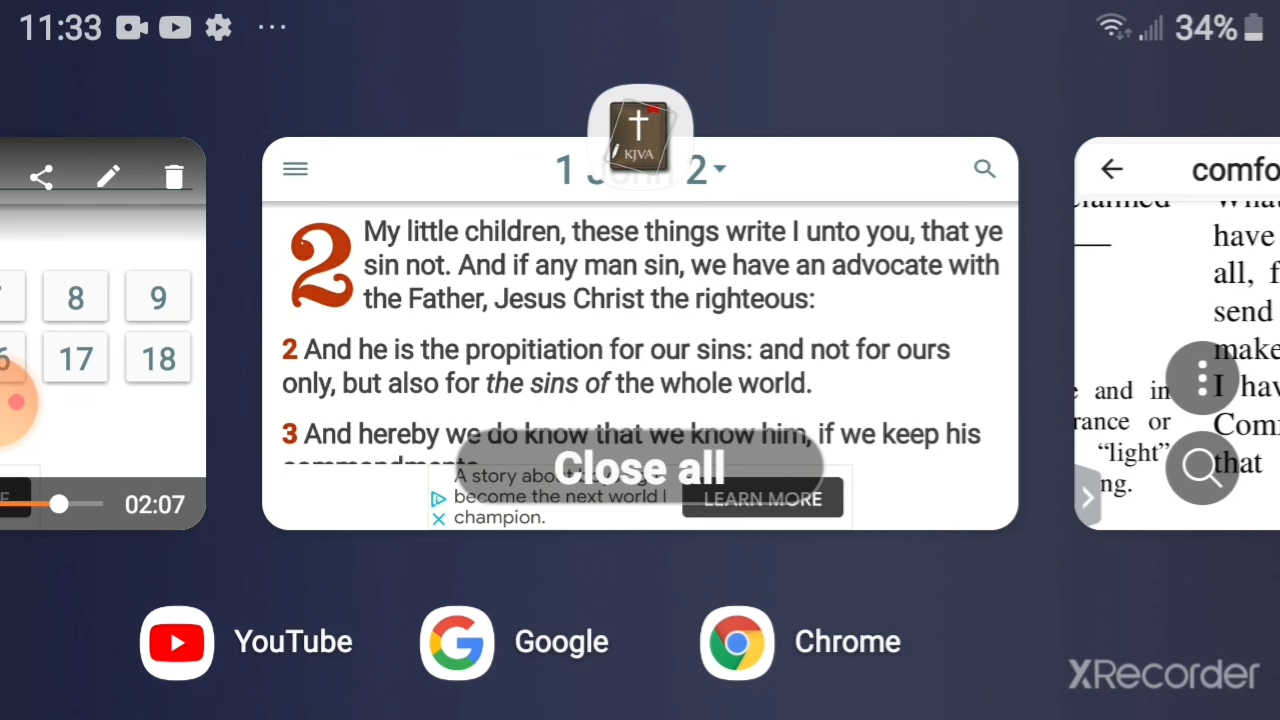 11:33
34%
KJVA
1 John 2
comfo
8 9
17 18
02:07
2 My little children, these things write I unto you, that ye
sin not. And if any man sin, we have an advocate with
the Father, Jesus Christ the righteous:
2 And he is the propitiation for our sins: and not for ours
only, but also for the sins of the whole world.
3 And hereby we do know that we know him, if we keep his
Close all
A story about
become the next world
champion.
LEARN MORE
have
all, f
send
make
e and in
I hav
rance or
Com
"light"
that
ng.
YouTube
Google
Chrome
XRecorder